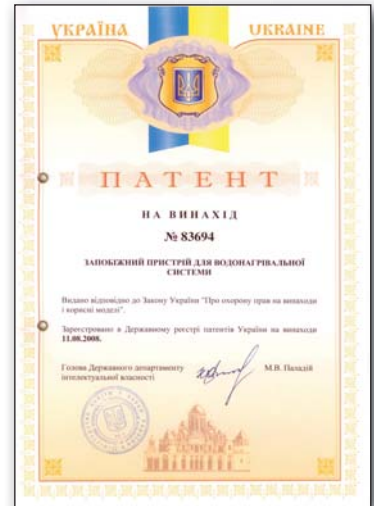 УКРАЇНА
UKRAINE
ПАТЕНТ
НА ВИНАХІД
№ 83694
ЗАПОБІЖНИЙ ПРИСТРІЙ ДЛЯ ВОДОНАГРІВАЛЬНОЇ
СИСТЕМИ
Видано відповідно до Закону України "Про охорону прав на винаходи
і корисні моделі".
Зареєстровано в Державному реєстрі патентів України на винаходи
11.08.2008.
Голова Державного департаменту
інтелектуальної власності
М.В. Паладій